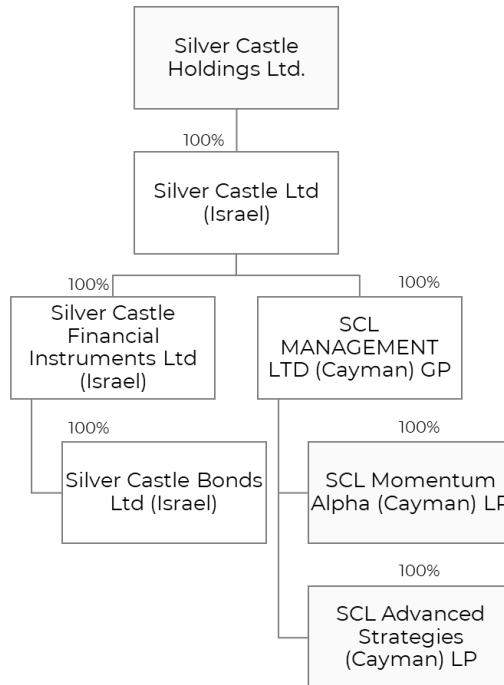 Silver Castle
Holdings Ltd.
100%
Silver Castle Ltd
(Israel)
100%
100%
Silver Castle
Financial
Instruments Ltd
(Israel)
SCL
MANAGEMENT
LTD (Cayman) GP
100%
100%
Silver Castle Bonds
Ltd (Israel)
SCL Momentum
Alpha (Cayman) LP
100%
SCL Advanced
Strategies
(Cayman) LP